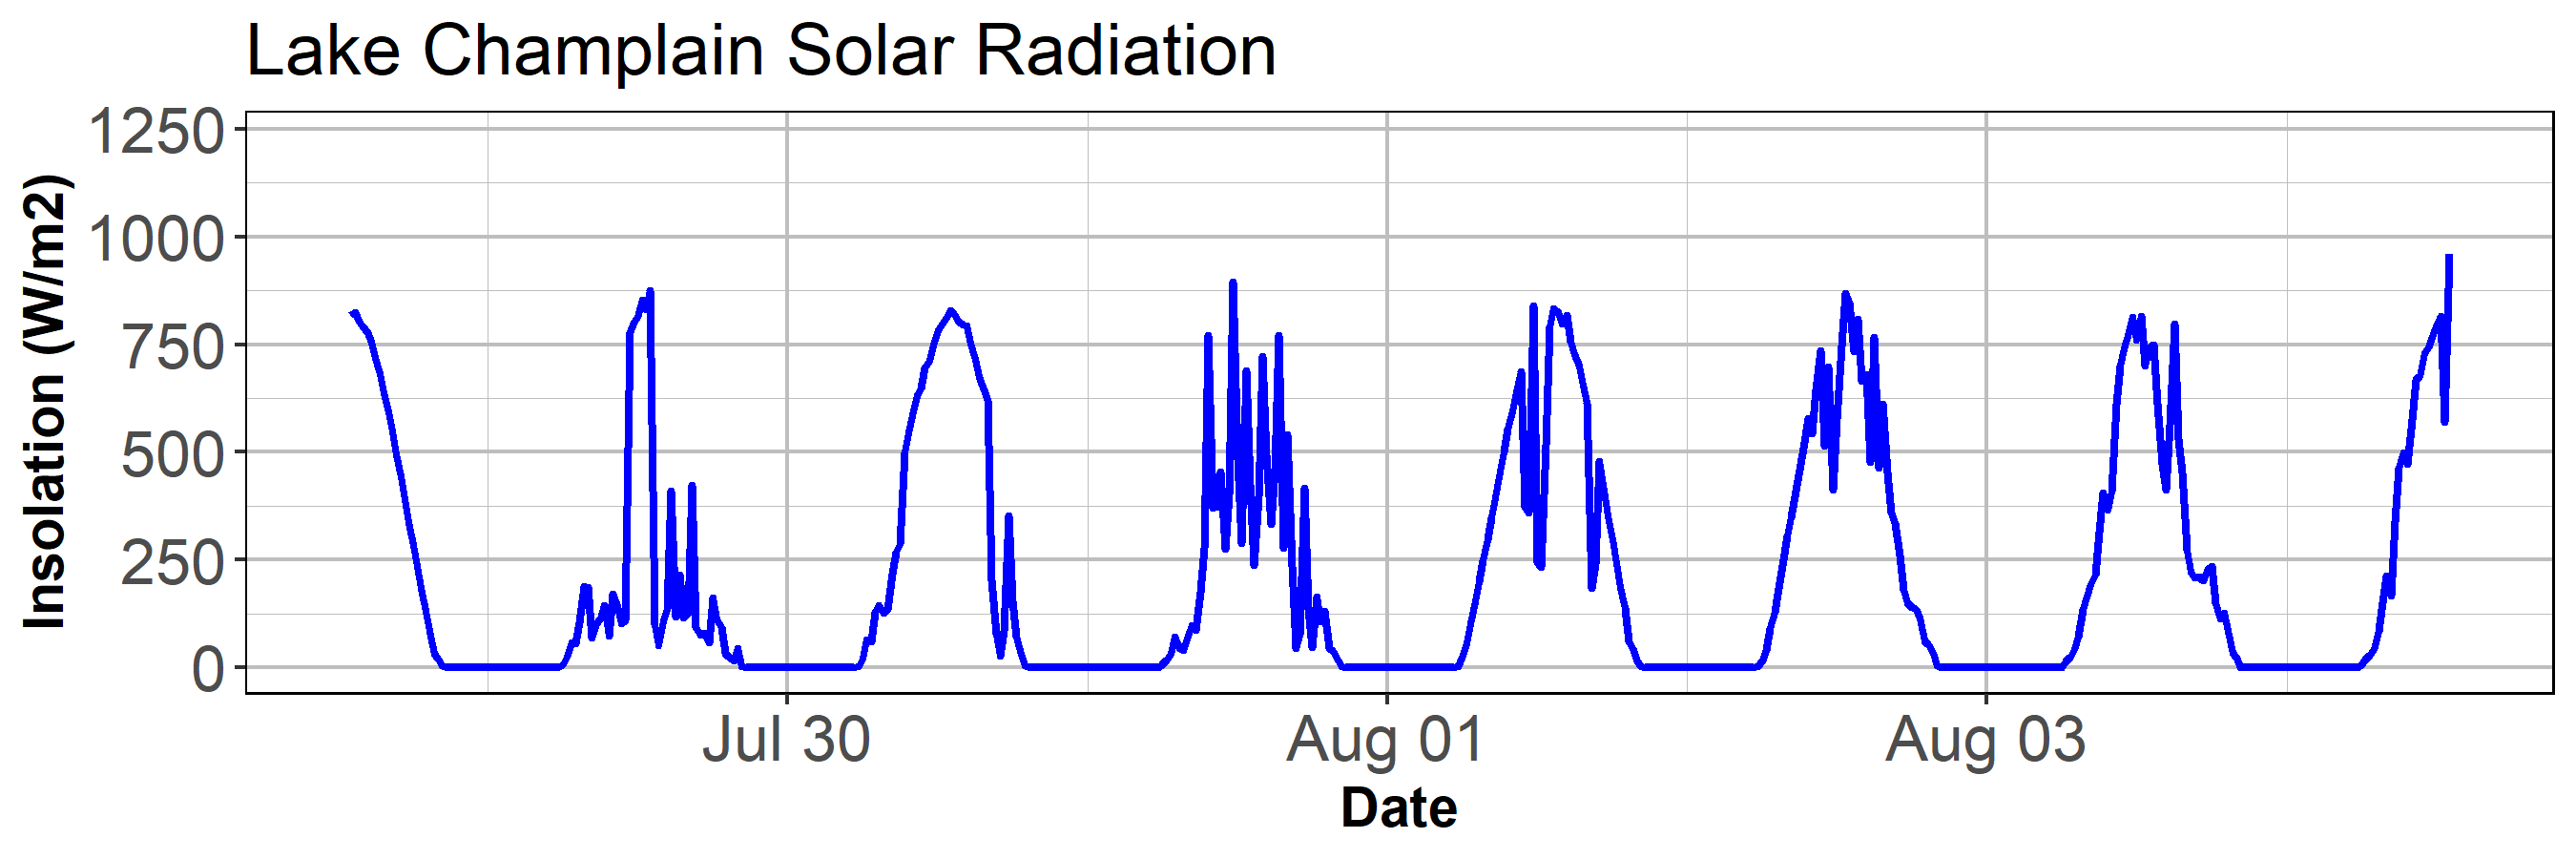 Lake Champlain Solar Radiation
Insolation (W/m2)
1250
1000
750
500
250
0
Jul 30 Aug 01 Aug 03
Date